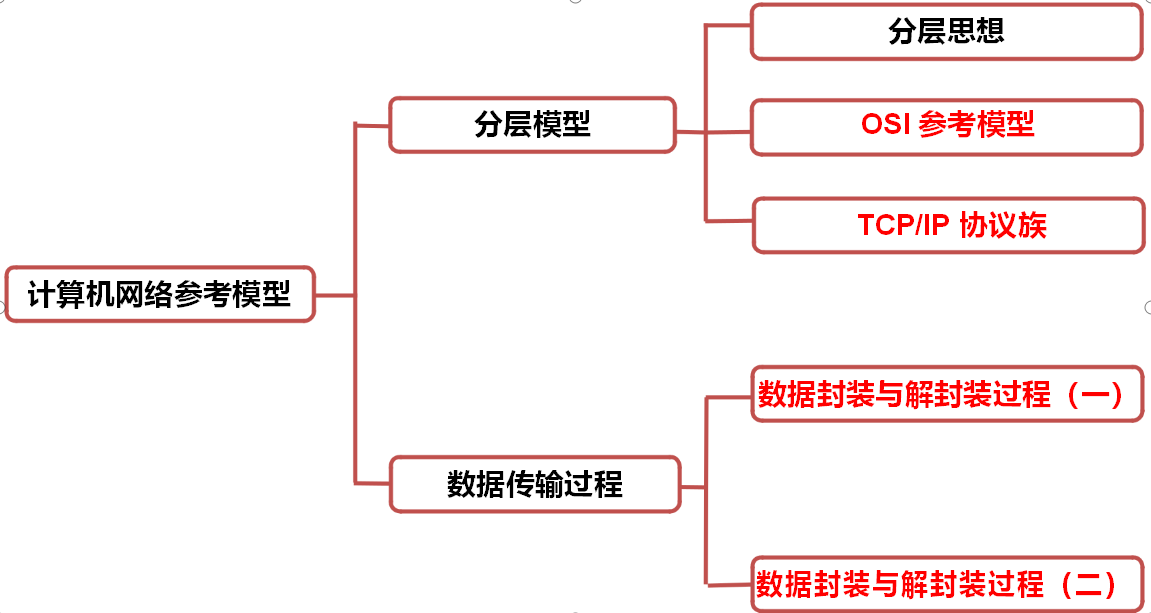 分层思想
分层模型
OSI 参考模型
TCP/IP 协议族
计算机网络参考模型
数据封装与解封装过程（一）
数据传输过程
数据封装与解封装过程（二）